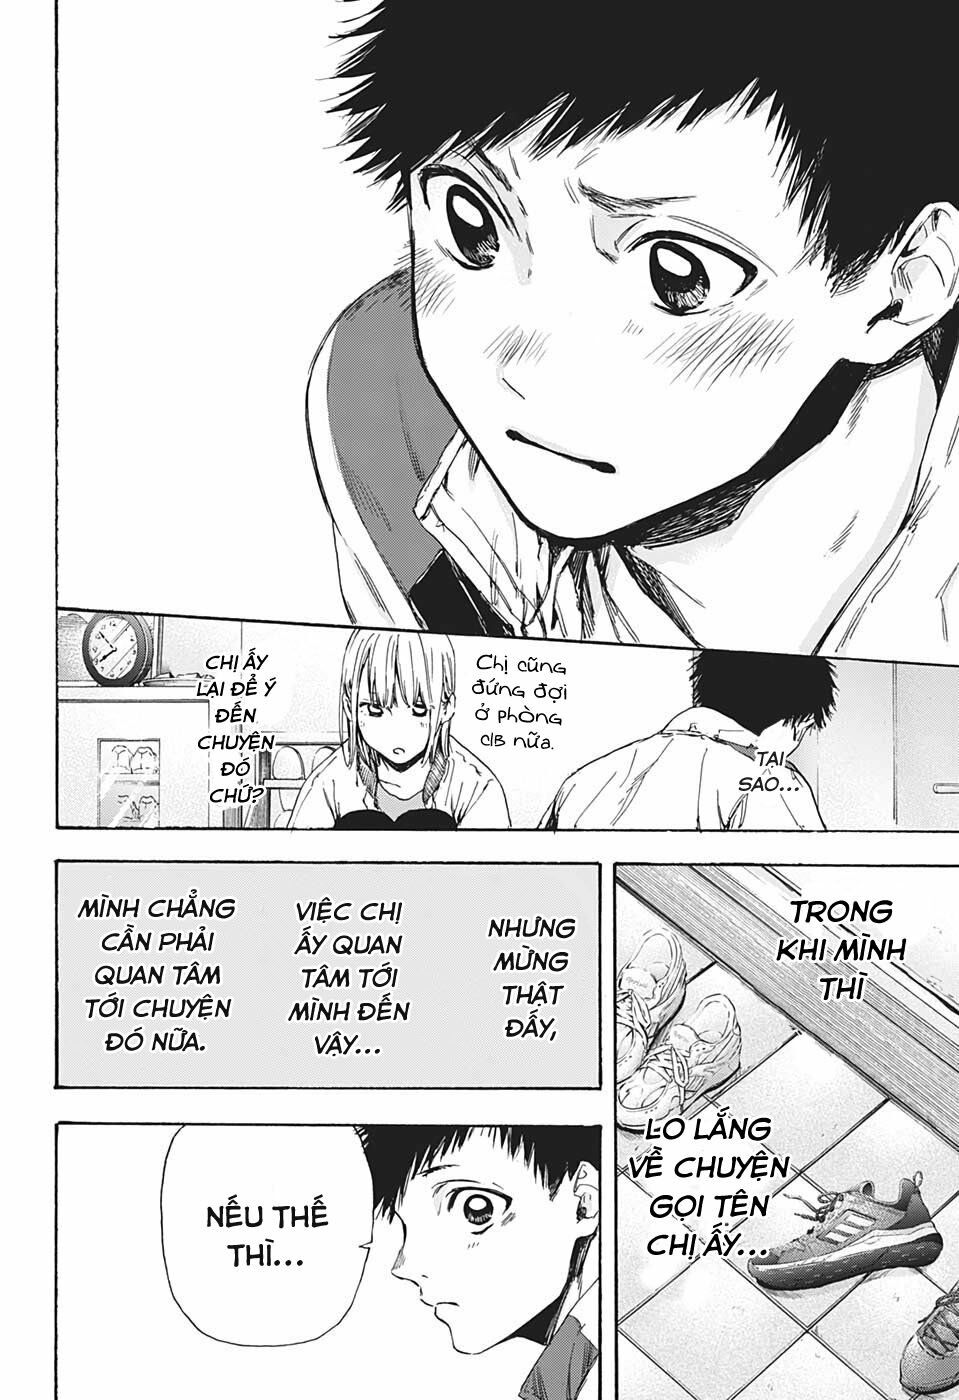 TẠI
SAO...
Chị cũng
đứng đợi
ở phòng
clB nữa.
CHỊ ẤY
LẠI ĐỂ Ý
ĐẾN
CHUYỆN
ĐÓ
CHỨ?
TRONG
KHI MÌNH
THÌ
LO LẮNG
VỀ CHUYỆN
GỌI TÊN
CHỊ ẤY...
NHƯNG
MỪNG
THẬT
ĐẤY,
VIỆC CHỊ
ẤY QUAN
TÂM TỚI
MÌNH ĐẾN
VẬY...
MÌNH CHẲNG
CẦN PHẢI
QUAN TÂM
TỚI CHUYỆN
ĐÓ NỮA.
NẾU THẾ
THÌ...